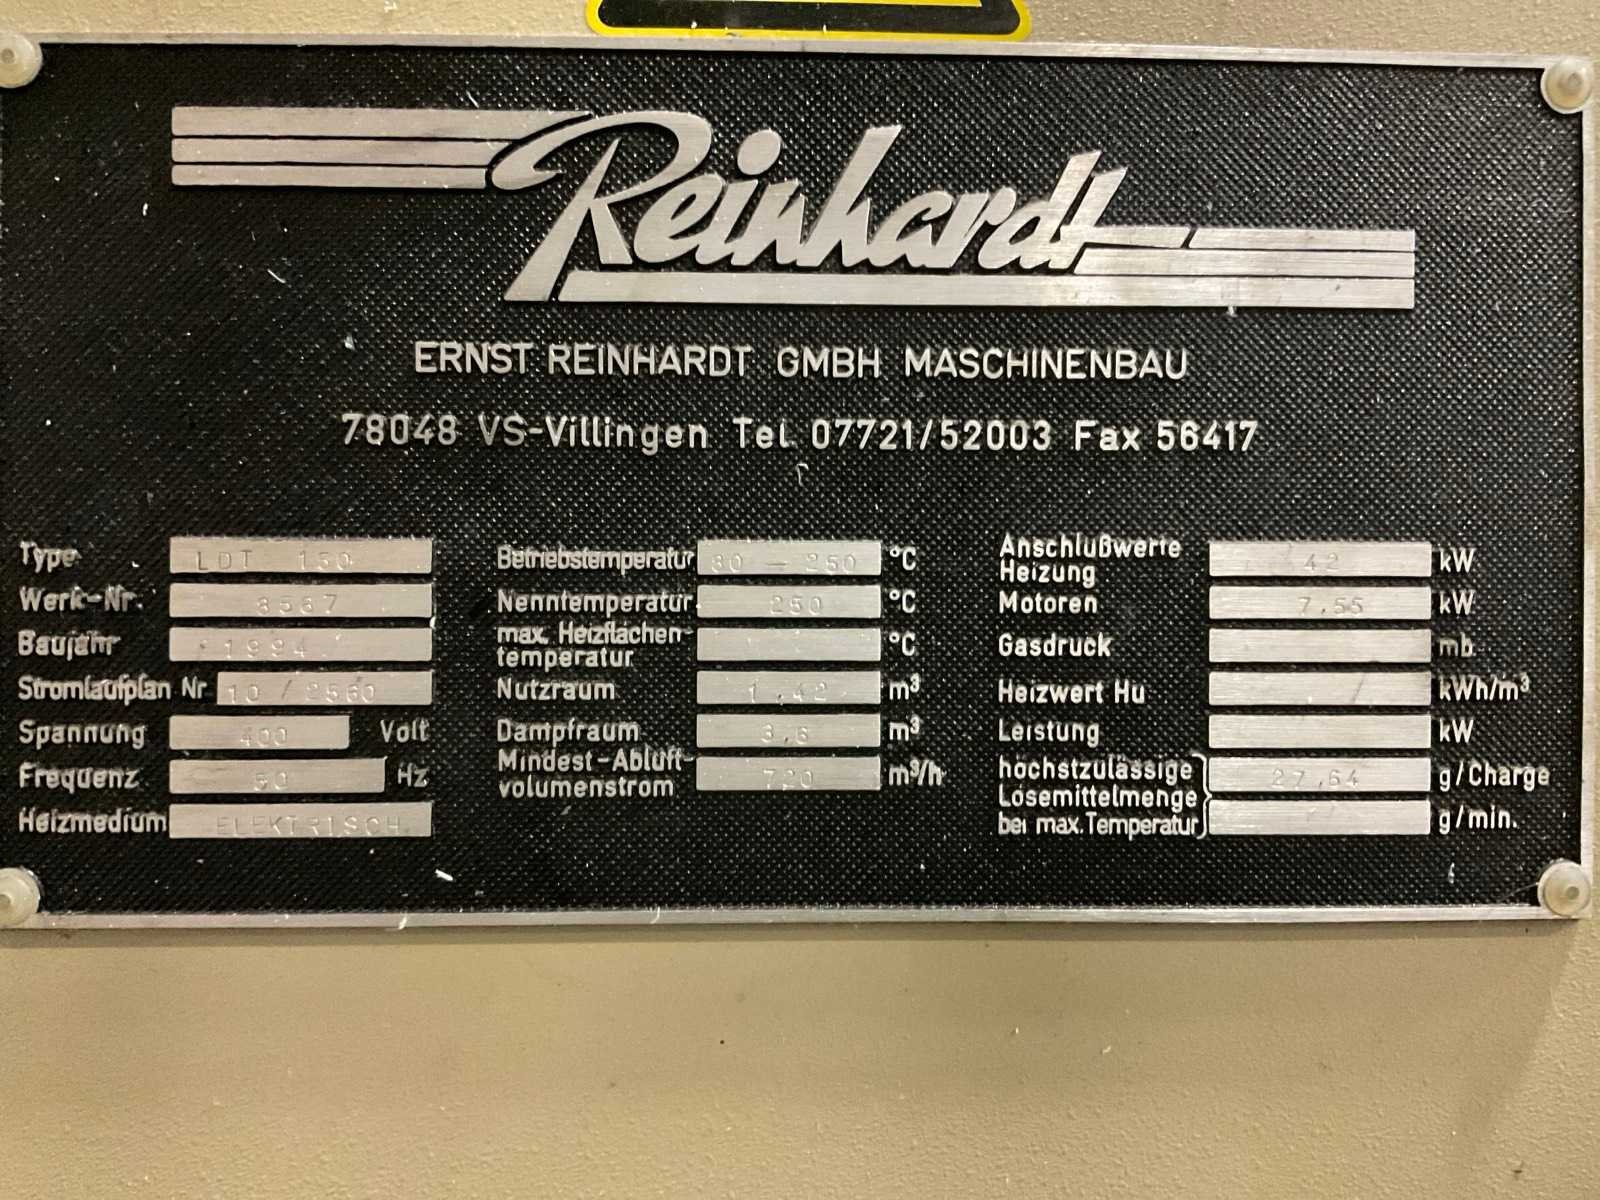 Reinhardt
ERNST REINHARDT GMBH MASCHINENBAU
78048 VS-Villingen Tel. 07721/52003 Fax 56417
Type LDT 150
Werk-Nr. 3567
Baujahr 1994
Stromlaufplan Nr 10 / 2560
Spannung 400 Volt
Frequenz 50 Hz
Heizmedium ELEKTRISCH
Betriebstemperatur 80 – 250 °C
Nenntemperatur 250 °C
max. Heizflächen-
temperatur °C
Nutzraum 1,42 m³
Dampfraum m³
Mindest-Abluft-
volumenstrom 720 m³/h
Anschlußwerte
Heizung 42 kW
Motoren 7,55 kW
Gasdruck mb
Heizwert Hu / kWh/m³
Leistung kW
höchstzulässige 27,64 g/Charge
Lösemittelmenge
bei max. Temperatur / g/min.